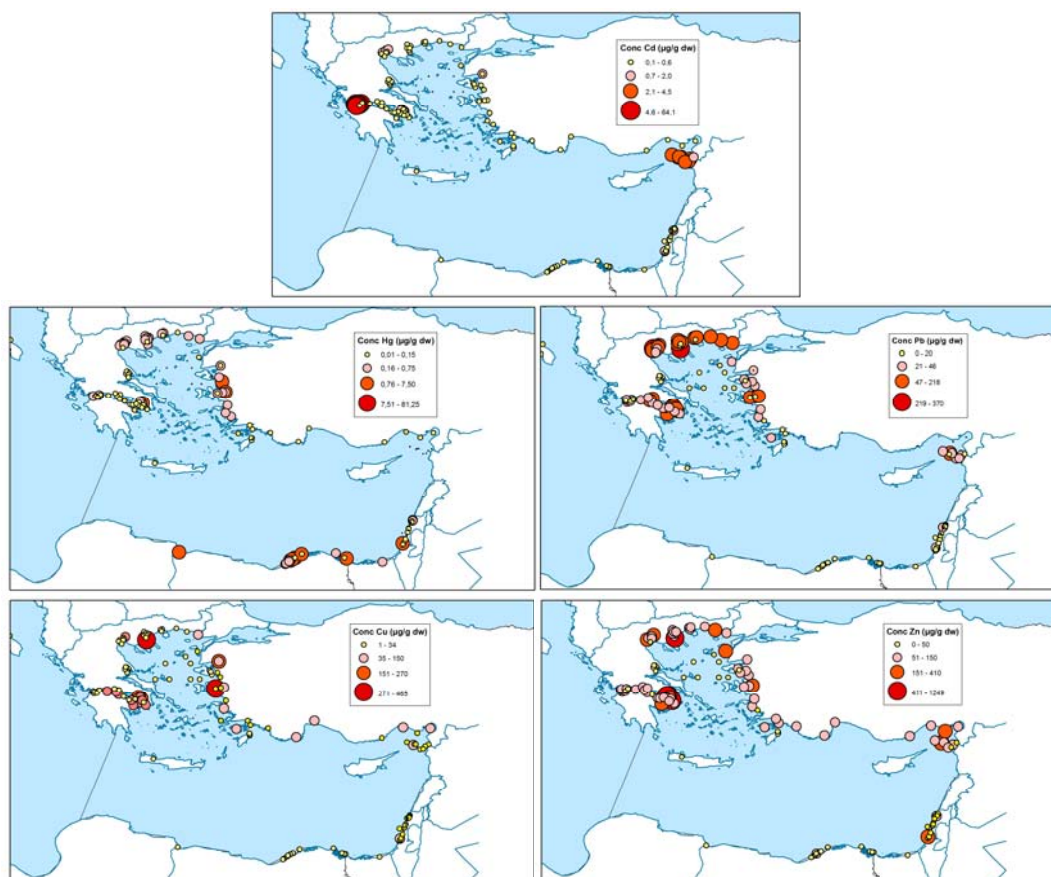 Conc Cd (µg/g dw)
0,1 - 0,6
0,7 - 2,0
2,1 - 4,5
4,6 - 64,1
Conc Hg (µg/g dw)
0,01 - 0,15
0,16 - 0,75
0,76 - 7,50
7,51 - 81,25
Conc Pb (µg/g dw)
0 - 20
21 - 46
47 - 218
219 - 370
Conc Cu (µg/g dw)
1 - 34
35 - 150
151 - 270
271 - 465
Conc Zn (µg/g dw)
0 - 50
51 - 150
151 - 410
411 - 1249